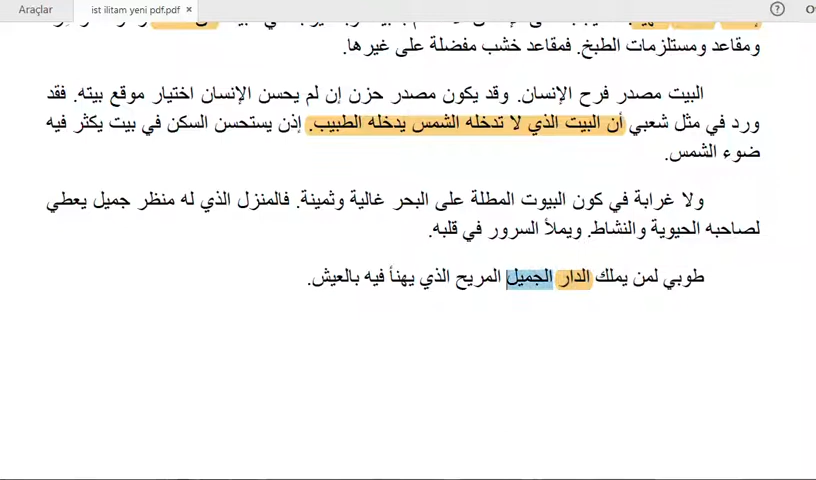 Araçlar
ist ilitam yeni pdf.pdf ×
?
ومقاعد ومستلزمات الطبخ. فمقاعد خشب مفضلة على غيرها.
البيت مصدر فرح الإنسان. وقد يكون مصدر حزن إن لم يحسن الإنسان اختيار موقع بيته. فقد
ورد في مثل شعبي أن البيت الذي لا تدخله الشمس يدخله الطبيب. إذن يستحسن السكن في بيت يكثر فيه
ضوء الشمس.
ولا غرابة في كون البيوت المطلة على البحر غالية وثمينة. فالمنزل الذي له منظر جميل يعطي
لصاحبه الحيوية والنشاط. ويملأ السرور في قلبه.
طوبي لمن يملك الدار الجميل المريح الذي يهنأ فيه بالعيش.